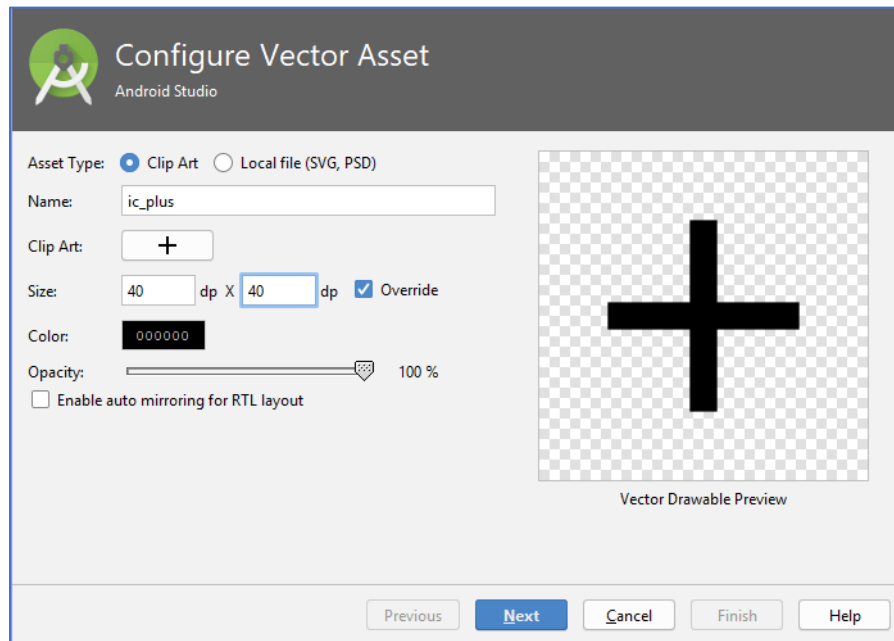 Configure Vector Asset
Android Studio
Asset Type: Clip Art Local file (SVG, PSD)
Name: ic_plus
Clip Art:
Size: 40 dp X 40 dp Override
Color: 000000
Opacity: 100 %
Enable auto mirroring for RTL layout
Vector Drawable Preview
Previous Next Cancel Finish Help